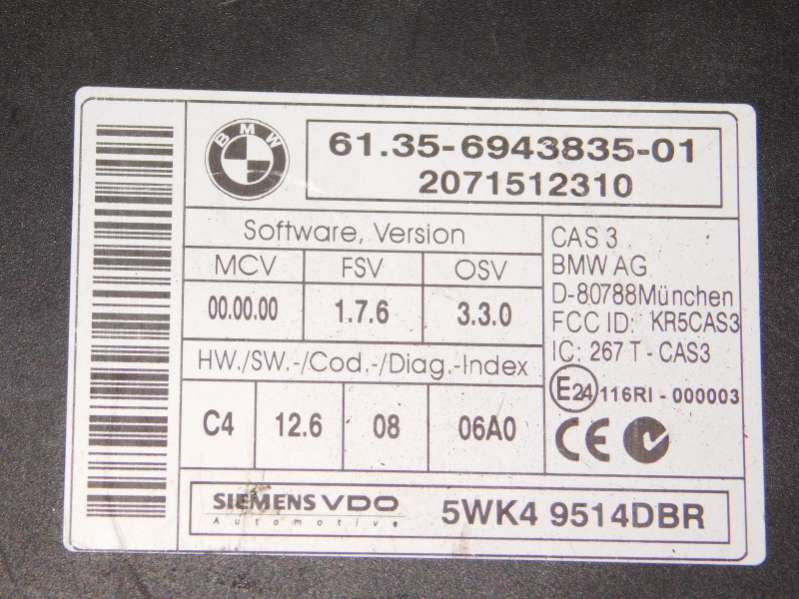 BMW
61.35-6943835-01
2071512310
Software, Version
MCV FSV OSV
00.00.00 1.7.6 3.3.0
HW./SW.-/Cod.-/Diag.-Index
C4 12.6 08 06A0
CAS 3
BMW AG
D-80788München
FCC ID: KR5CAS3
IC: 267 T - CAS3
E24 116RI - 000003
CE
SIEMENS VDO
Automotive
5WK4 9514DBR